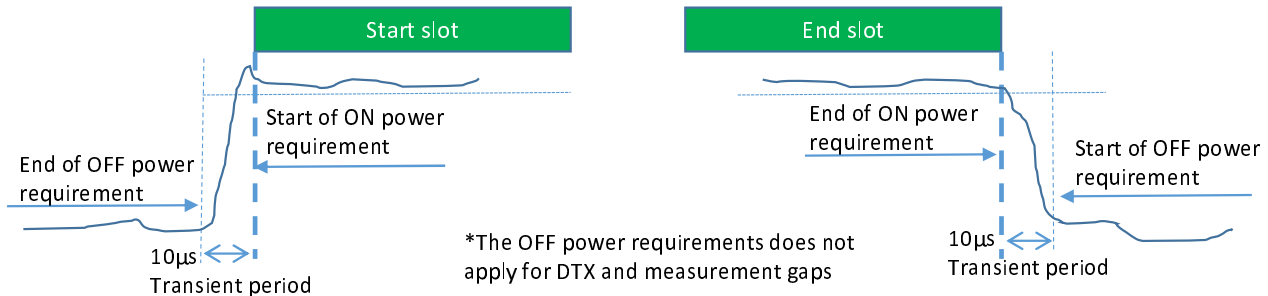 Start slot
End slot
Start of ON power
requirement
End of OFF power
requirement
10µs
Transient period
End of ON power
requirement
Start of OFF power
requirement
10µs
Transient period
*The OFF power requirements does not
apply for DTX and measurement gaps